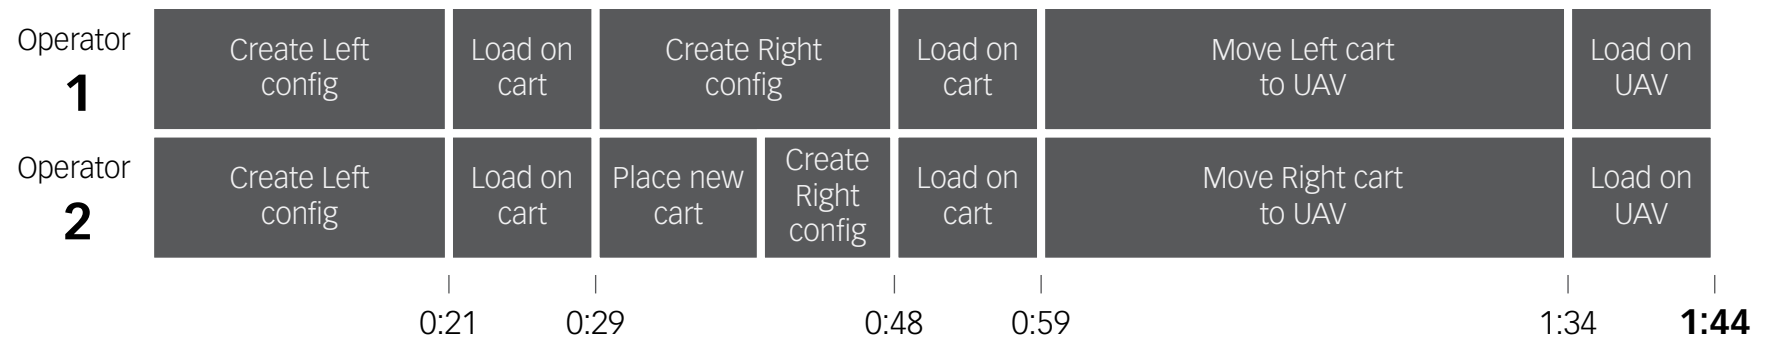 Operator
1
Create Left
config
Load on
cart
Create Right
config
Load on
cart
Move Left cart
to UAV
Load on
UAV
Operator
2
Create Left
config
Load on
cart
Place new
cart
Create
Right
config
Load on
cart
Move Right cart
to UAV
Load on
UAV
0:21
0:29
0:48
0:59
1:34
1:44